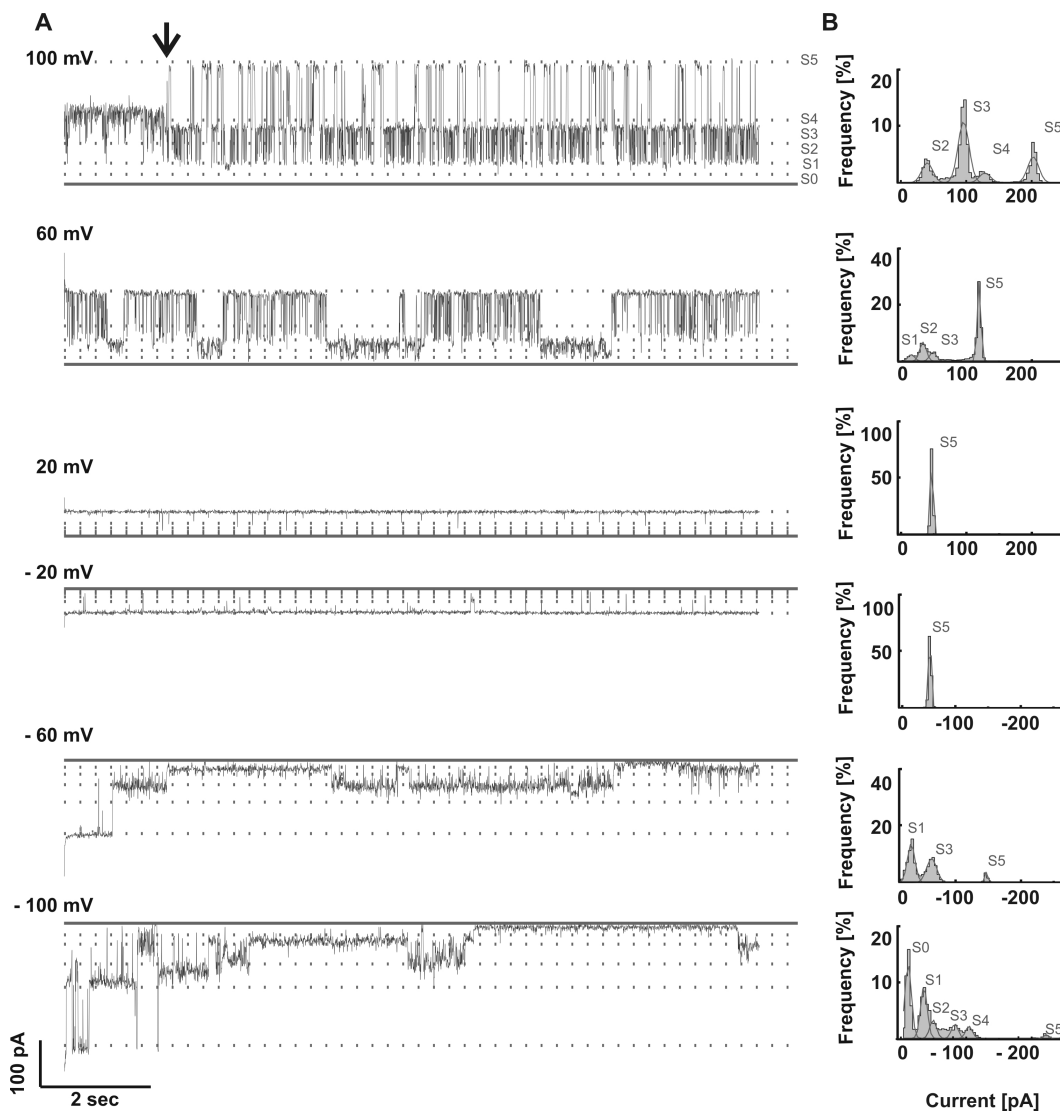 A
B
100 mV
S5
S4
S3
S2
S1
S0
Frequency [%]
20
10
S2
S3
S4
S5
0
100
200
60 mV
Frequency [%]
40
20
S1
S2
S3
S5
0
100
200
20 mV
Frequency [%]
100
50
S5
0
100
200
- 20 mV
Frequency [%]
100
50
S5
0
-100
-200
- 60 mV
Frequency [%]
40
20
S1
S3
S5
0
-100
-200
- 100 mV
Frequency [%]
20
10
S0
S1
S2
S3
S4
S5
0
- 100
- 200
100 pA
2 sec
Current [pA]